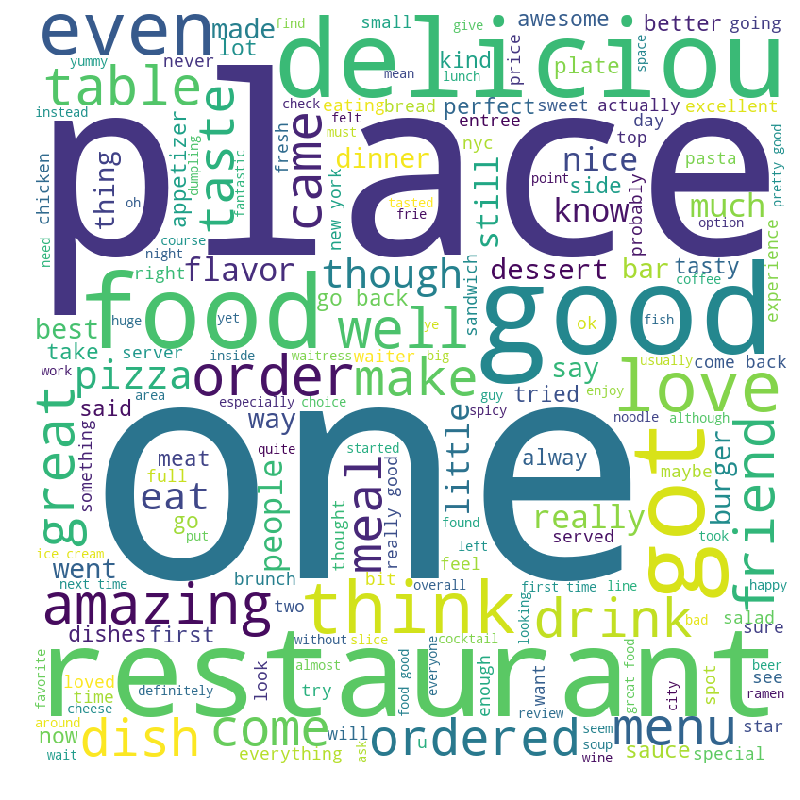 even
made
deliciou
awesome
better
going
small
find
give
yummy
never
lot
table
mean
lunch
kind
price
plate
space
instead
place
taste
check
eating
bread
perfect
sweet
actually
excellent
felt
must
entree
day
chicken
thing
appetizer
dumpling
fantastic
fresh
came
dinner
nyc
nice
top
pasta
pretty good
oh
tasted
frie
new york
still
point
side
know
probably
much
option
need
course
night
right
flavor
though
dessert
bar
tasty
coffee
experience
food
go back
well
good
best
huge
yet
sandwich
ye
ok
fish
take
server
inside
waitress
waiter
big
say
usually
come back
work
pizza
order
make
love
area
especially
choice
guy
tried
enjoy
great
said
way
spicy
noodle
although
something
one
meat
full
eat
go
put
quite
people
started
meal
thought
really good
little
alway
got
maybe
burger
friend
really
found
served
took
ice cream
went
left
feel
next time
brunch
bit
overall
first time
line
happy
amazing
two
think
drink
bad
salad
dishes
first
without
slice
cocktail
looking
sure
restaurant
favorite
loved
time
definitely
look
almost
try
food good
everyone
enough
want
great food
city
spot
see
beer
ramen
cheese
around
now
dish
come
will
u
review
ordered
seem
menu
star
wait
everything
ask
soup
wine
sauce
special